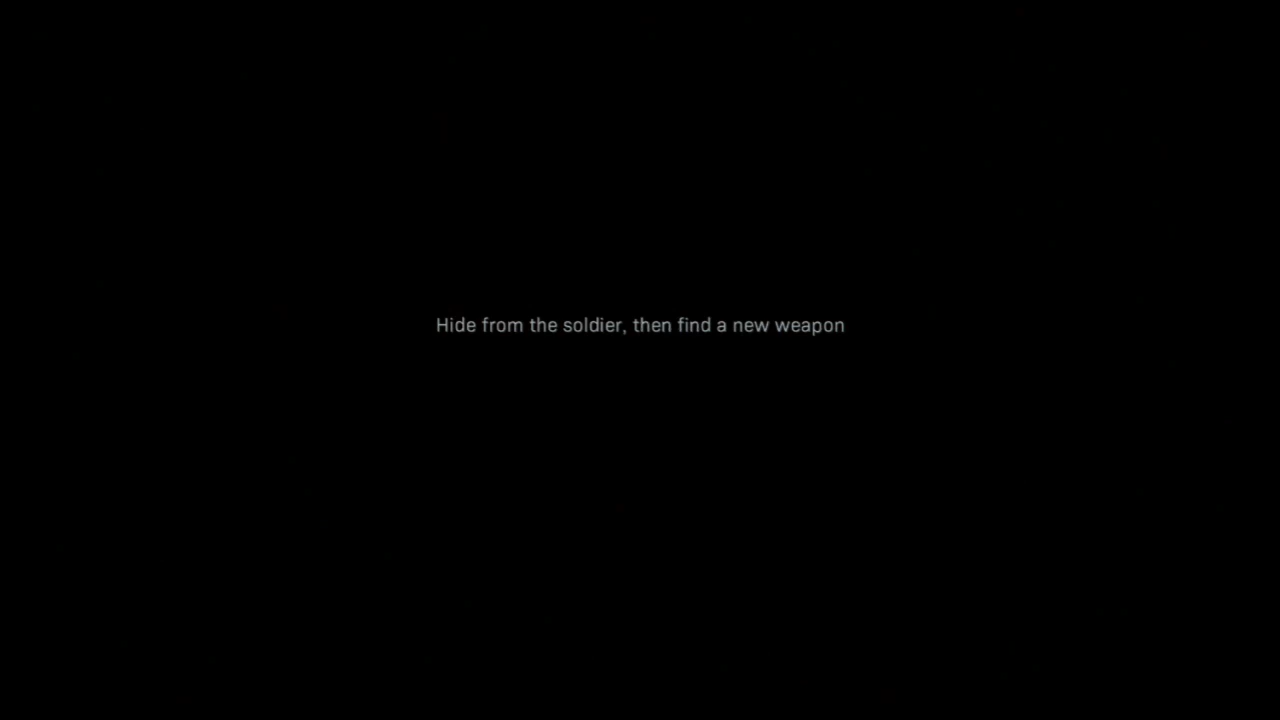 Hide from the soldier, then find a new weapon